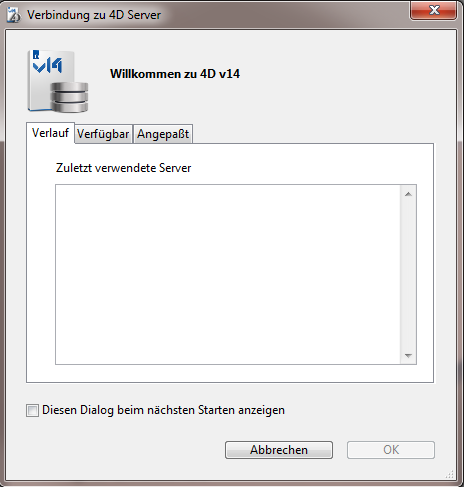 Verbindung zu 4D Server
v14
Willkommen zu 4D v14
Verlauf Verfügbar Angepaßt
Zuletzt verwendete Server
Diesen Dialog beim nächsten Starten anzeigen
Abbrechen OK